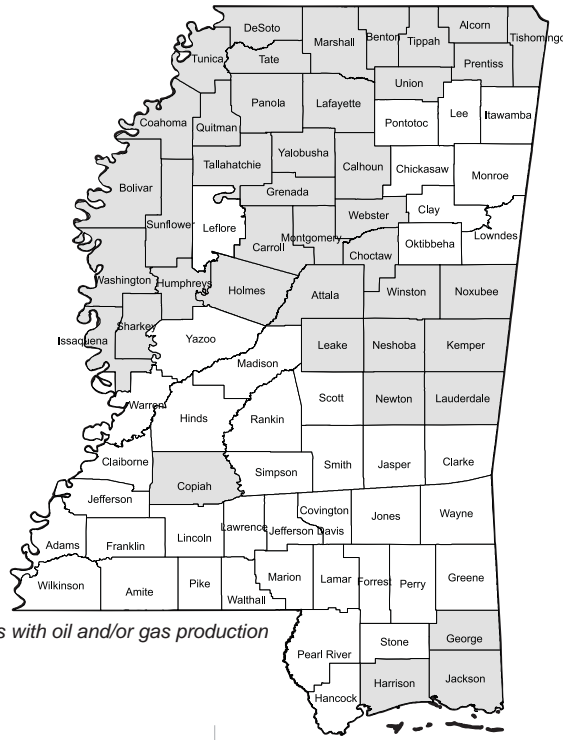 DeSoto
Marshall
Benton
Tippah
Alcorn
Tishomingo
Tunica
Tate
Prentiss
Union
Panola
Lafayette
Lee
Itawamba
Coahoma
Quitman
Pontotoc
Tallahatchie
Yalobusha
Calhoun
Chickasaw
Monroe
Bolivar
Grenada
Sunflower
Leflore
Webster
Clay
Carroll
Montgomery
Oktibbeha
Lowndes
Choctaw
Washington
Humphreys
Holmes
Attala
Winston
Noxubee
Sharkey
Issaquena
Yazoo
Leake
Neshoba
Kemper
Madison
Warren
Hinds
Rankin
Scott
Newton
Lauderdale
Claiborne
Copiah
Simpson
Smith
Jasper
Clarke
Jefferson
Lawrence
Jefferson Davis
Covington
Jones
Wayne
Adams
Franklin
Lincoln
Wilkinson
Amite
Pike
Walthall
Marion
Lamar
Forrest
Perry
Greene
s with oil and/or gas production
Pearl River
Stone
George
Hancock
Harrison
Jackson